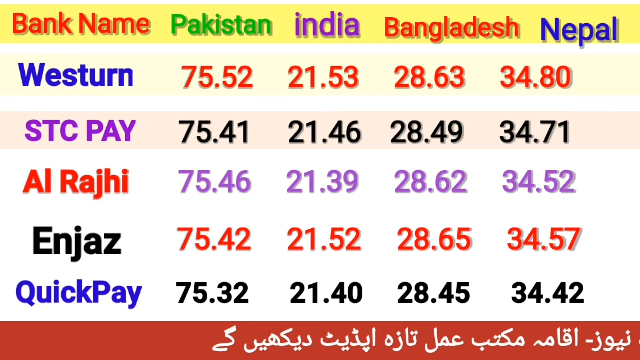 Bank Name Pakistan india Bangladesh Nepal
Westurn 75.52 21.53 28.63 34.80
STC PAY 75.41 21.46 28.49 34.71
Al Rajhi 75.46 21.39 28.62 34.52
Enjaz 75.42 21.52 28.65 34.57
QuickPay 75.32 21.40 28.45 34.42
نیوز- اقامہ مکتب عمل تازہ اپڈیٹ دیکھیں گے